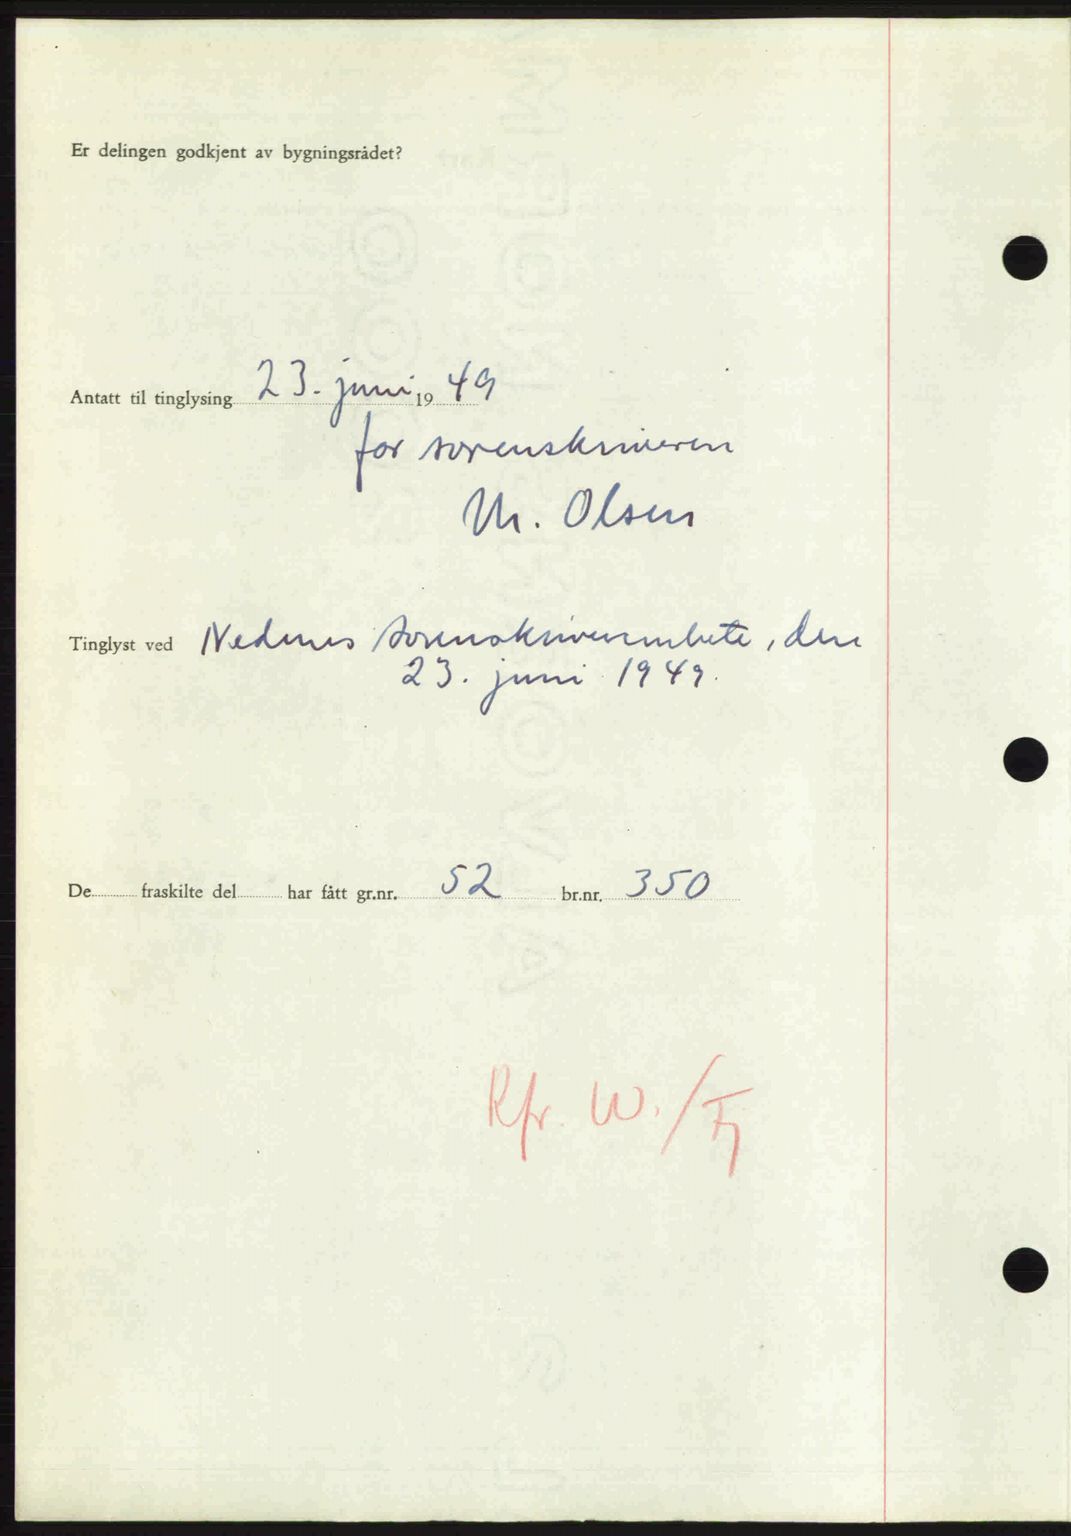 Er delingen godkjent av bygningsrådet?
Antatt til tinglysing 23. juni 1949
for sorenskriveren
M. Olsen
Tinglyst ved Nedenes sorenskriverembete, den
23. juni 1949.
De........ fraskilte del........ har fått gr.nr. 52 br.nr. 350
Kfr. W./